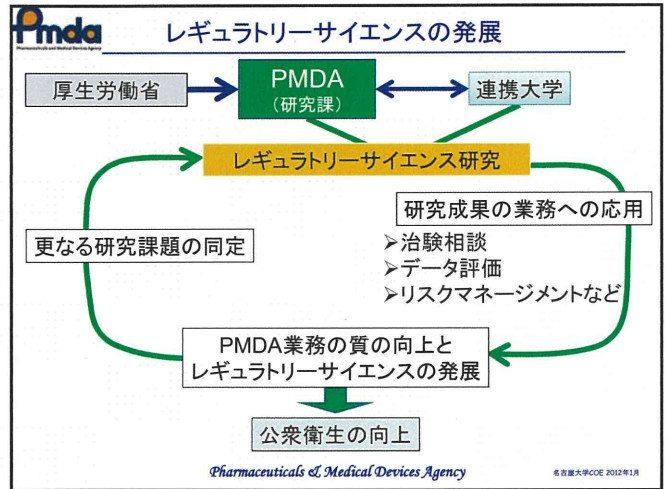 Pmda
Pharmaceuticals and Medical Devices Agency
レギュラトリーサイエンスの発展
厚生労働省
PMDA
(研究課)
連携大学
レギュラトリーサイエンス研究
研究成果の業務への応用
➢治験相談
➢データ評価
➢リスクマネージメントなど
更なる研究課題の同定
PMDA業務の質の向上と
レギュラトリーサイエンスの発展
公衆衛生の向上
Pharmaceuticals & Medical Devices Agency
名古屋大学COE 2012年1月